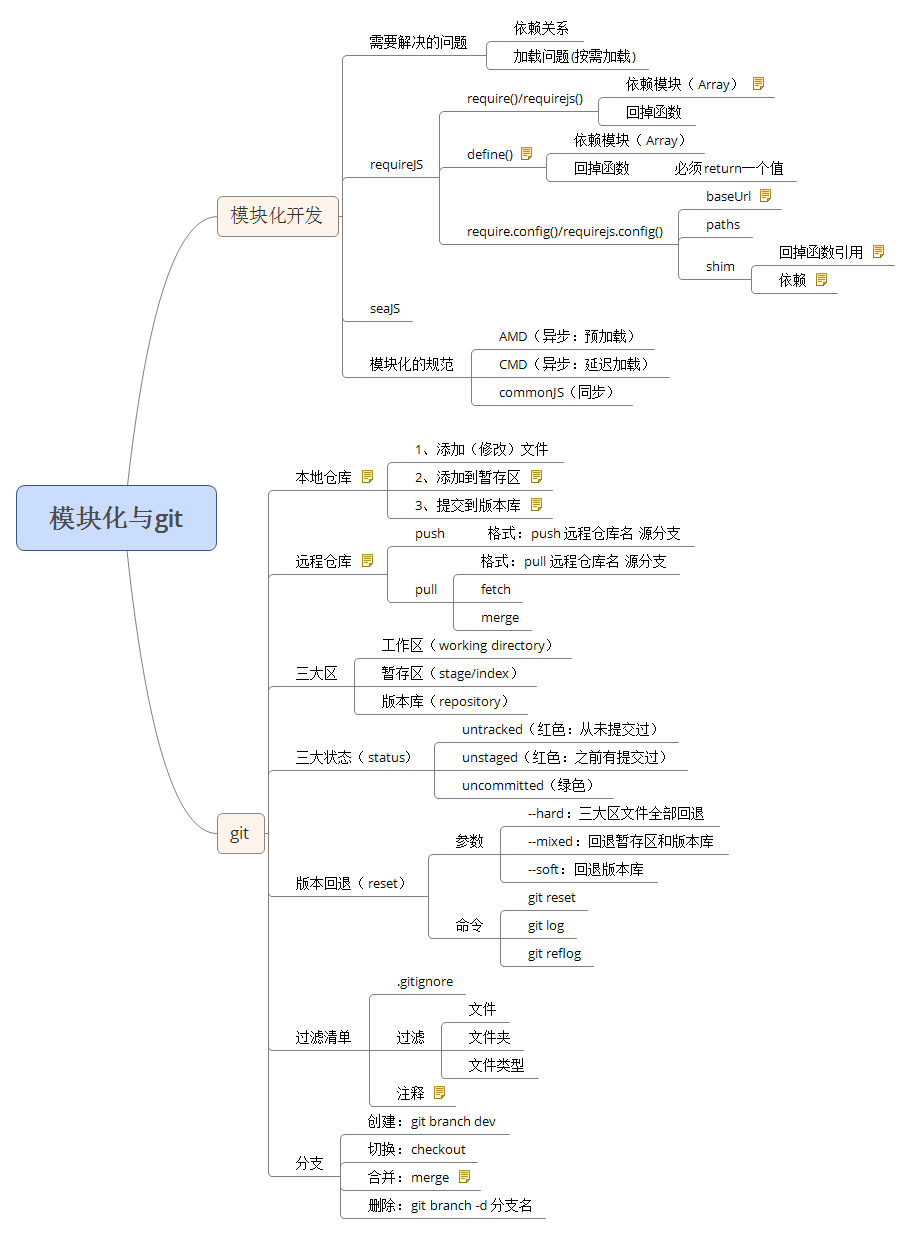 模块化与git
模块化开发
需要解决的问题
依赖关系
加载问题(按需加载)
requireJS
require()/requirejs()
依赖模块（Array）
回掉函数
define()
依赖模块（Array）
回掉函数
必须return一个值
require.config()/requirejs.config()
baseUrl
paths
shim
回掉函数引用
依赖
seaJS
模块化的规范
AMD（异步：预加载）
CMD（异步：延迟加载）
commonJS（同步）
git
本地仓库
1、添加（修改）文件
2、添加到暂存区
3、提交到版本库
远程仓库
push
格式：push 远程仓库名 源分支
pull
格式：pull 远程仓库名 源分支
fetch
merge
三大区
工作区（working directory）
暂存区（stage/index）
版本库（repository）
三大状态（status）
untracked（红色：从未提交过）
unstaged（红色：之前有提交过）
uncommitted（绿色）
版本回退（reset）
参数
--hard：三大区文件全部回退
--mixed：回退暂存区和版本库
--soft：回退版本库
命令
git reset
git log
git reflog
过滤清单
.gitignore
过滤
文件
文件夹
文件类型
注释
分支
创建：git branch dev
切换：checkout
合并：merge
删除：git branch -d 分支名